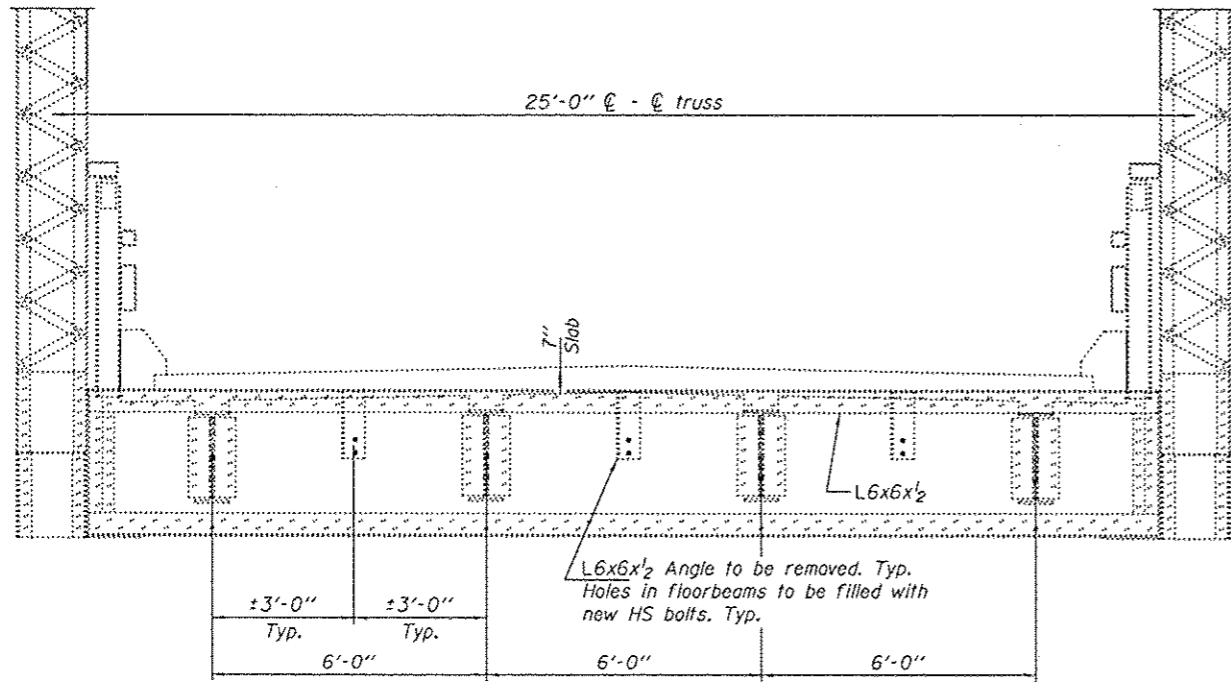 25'-0" ℄ - ℄ truss
7"
Slab
L6x6x½
L6x6x½ Angle to be removed. Typ.
Holes in floorbeams to be filled with
new HS bolts. Typ.
±3'-0" ±3'-0"
Typ. Typ.
6'-0" 6'-0" 6'-0"